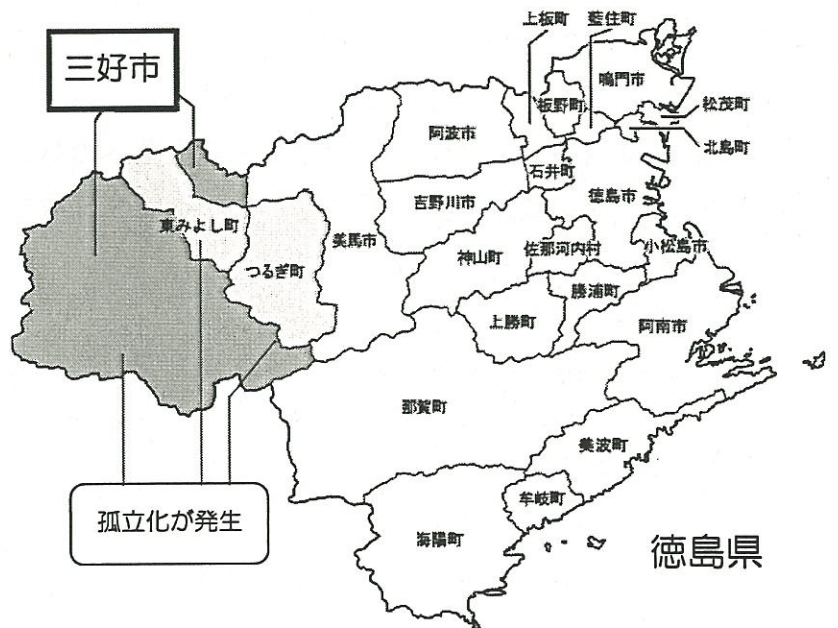 上板町
藍住町
三好市
鳴門市
板野町
松茂町
阿波市
北島町
石井町
徳島市
吉野川市
東みよし町
美馬市
佐那河内村
小松島市
神山町
つるぎ町
勝浦町
上勝町
阿南市
那賀町
美波町
牟岐町
孤立化が発生
海陽町
徳島県